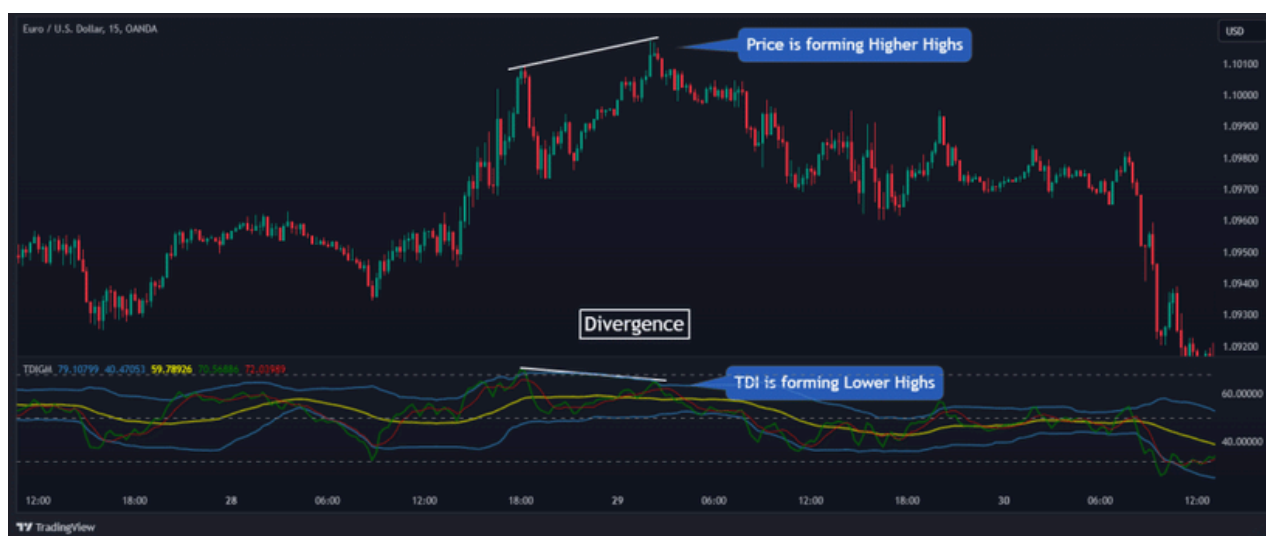 Euro / U.S. Dollar, 15, OANDA
USD
Price is forming Higher Highs
1.10100
1.10000
1.09900
1.09800
1.09700
1.09600
1.09500
1.09400
1.09300
1.09200
Divergence
TDIGM 79.10799 40.47053 59.78926 70.56886 72.03989
TDI is forming Lower Highs
60.00000
40.00000
12:00 18:00 28 06:00 12:00 18:00 29 06:00 12:00 18:00 30 06:00 12:00
TradingView